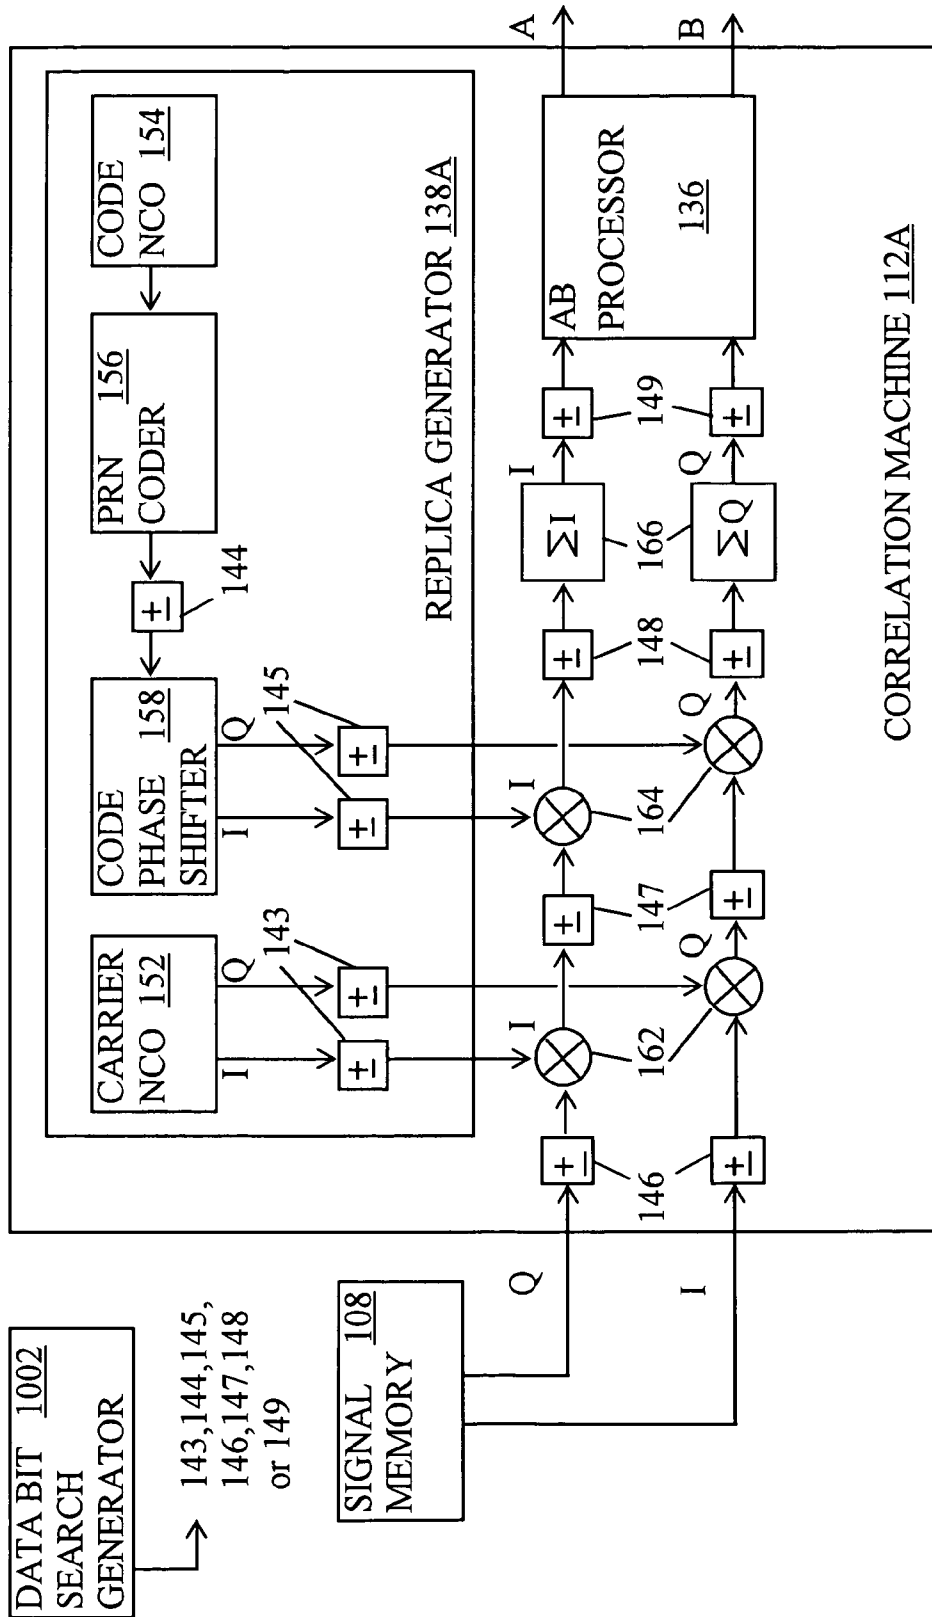 DATA BIT 1002
SEARCH
GENERATOR
143,144,145,
146,147,148
or 149
SIGNAL 108
MEMORY
Q
I
CARRIER
NCO 152
I
Q
143
CODE
PHASE 158
SHIFTER
I
Q
145
±
144
PRN 156
CODER
CODE
NCO 154
±
±
±
±
REPLICA GENERATOR 138A
±
I
±
I
±
ΣI
I
±
A
146
162
147
164
148
166
149
±
Q
±
Q
±
ΣQ
Q
±
B
AB
PROCESSOR
136
CORRELATION MACHINE 112A